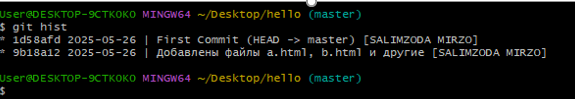 User@DESKTOP-9CTKOKO MINGW64 ~/Desktop/hello (master)
$ git hist
* 1d58afd 2025-05-26 | First Commit (HEAD -> master) [SALIMZODA MIRZO]
* 9b18a12 2025-05-26 | Добавлены файлы a.html, b.html и другие [SALIMZODA MIRZO]
User@DESKTOP-9CTKOKO MINGW64 ~/Desktop/hello (master)
$